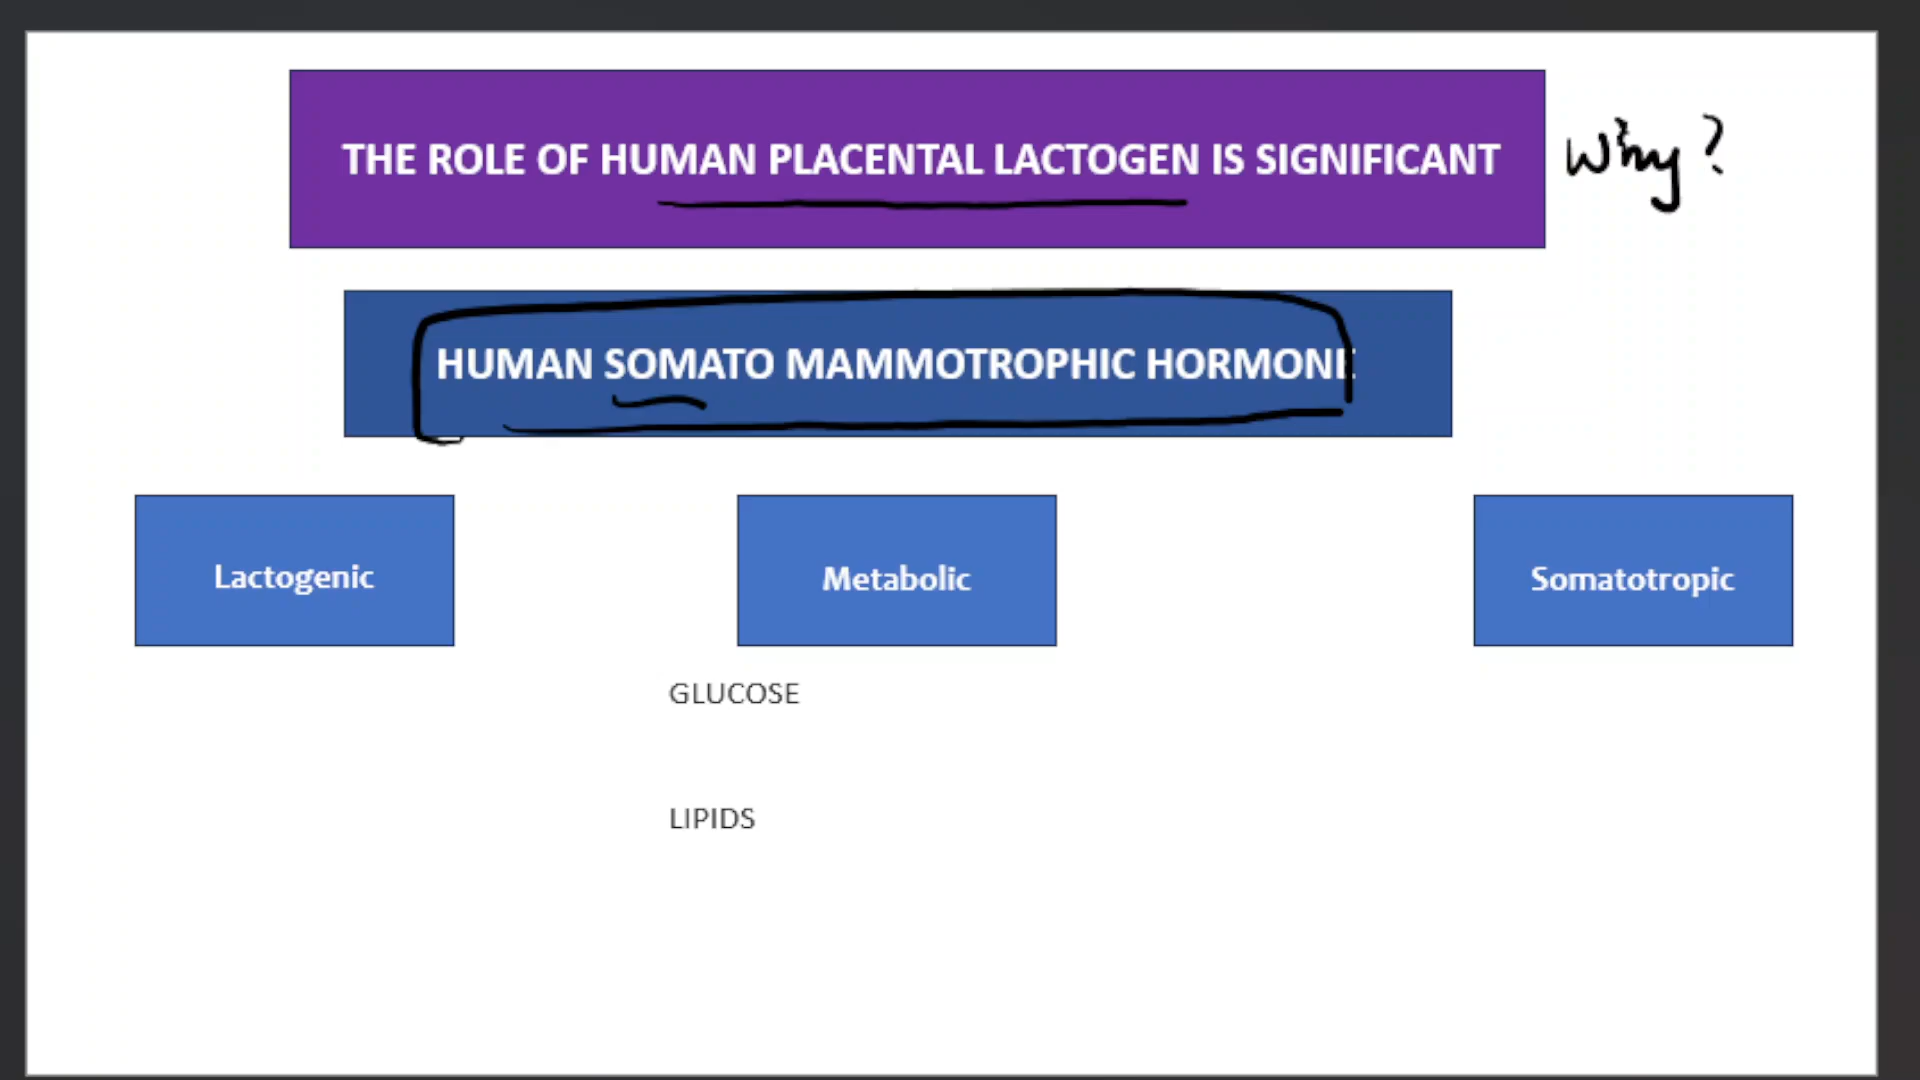 THE ROLE OF HUMAN PLACENTAL LACTOGEN IS SIGNIFICANT
Why?
HUMAN SOMATO MAMMOTROPHIC HORMONE
Lactogenic
Metabolic
Somatotropic
GLUCOSE
LIPIDS